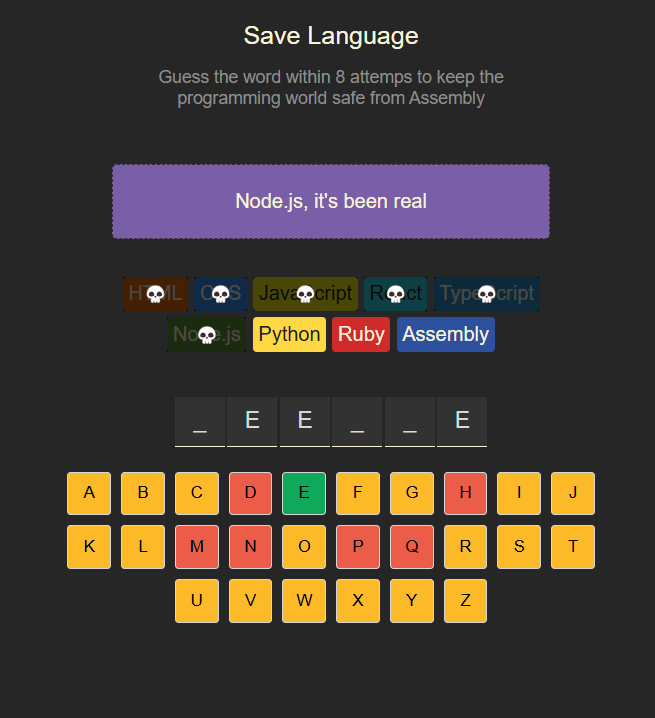 Save Language
Guess the word within 8 attemps to keep the
programming world safe from Assembly
Node.js, it's been real
HTML CSS JavaScript React TypeScript
Node.js Python Ruby Assembly
_ E E _ _ E
A B C D E F G H I J
K L M N O P Q R S T
U V W X Y Z